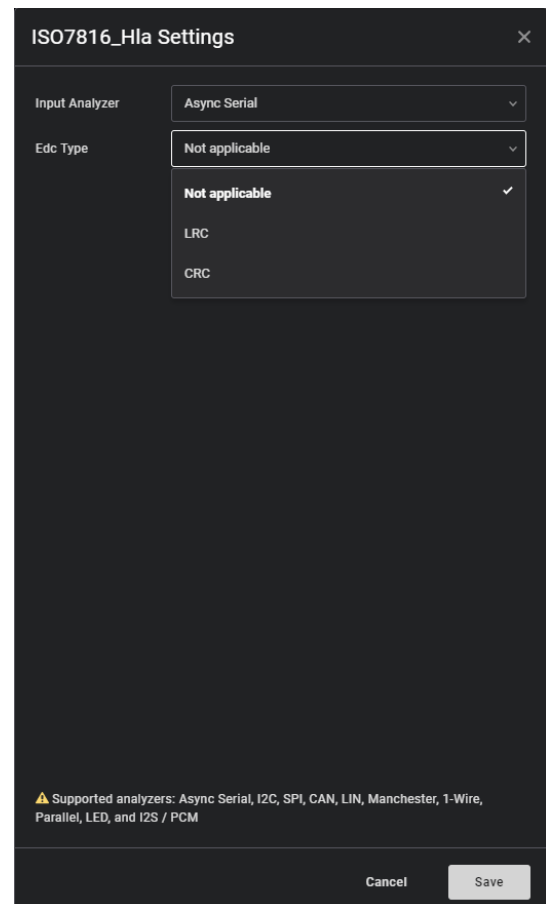 ISO7816_Hla Settings
Input Analyzer
Async Serial
Edc Type
Not applicable
Not applicable
LRC
CRC
Supported analyzers: Async Serial, I2C, SPI, CAN, LIN, Manchester, 1-Wire,
Parallel, LED, and I2S / PCM
Cancel
Save